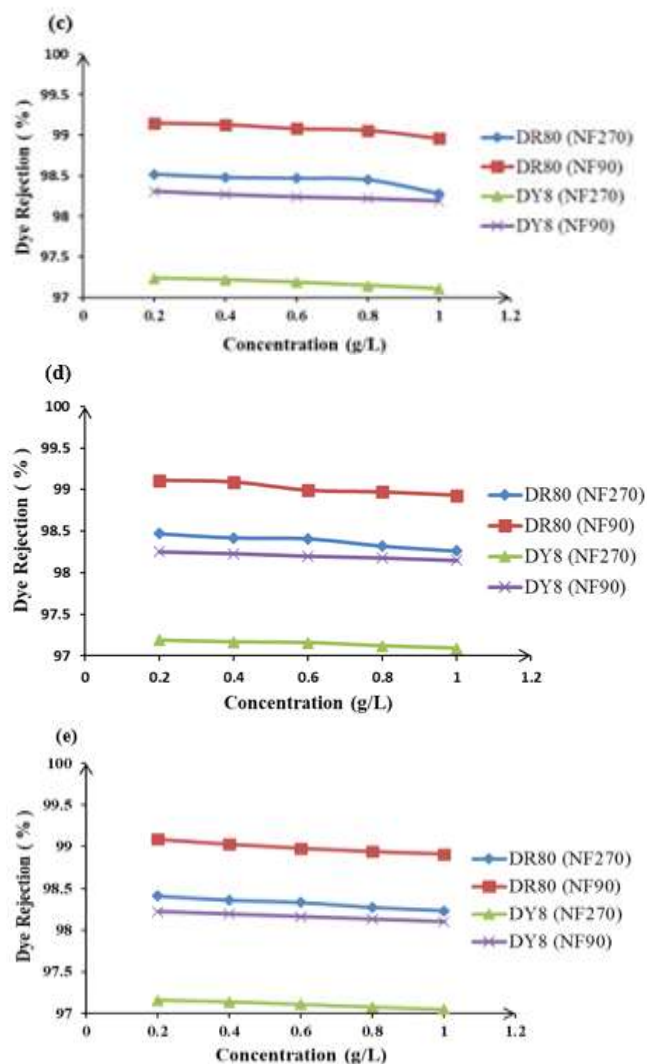 (c)
100
99.5
99
98.5
98
97.5
97
0 0.2 0.4 0.6 0.8 1 1.2
Dye Rejection ( % )
Concentration (g/L)
DR80 (NF270)
DR80 (NF90)
DY8 (NF270)
DY8 (NF90)
(d)
100
99.5
99
98.5
98
97.5
97
0 0.2 0.4 0.6 0.8 1 1.2
Dye Rejection ( % )
Concentration (g/L)
DR80 (NF270)
DR80 (NF90)
DY8 (NF270)
DY8 (NF90)
(e)
100
99.5
99
98.5
98
97.5
97
0 0.2 0.4 0.6 0.8 1 1.2
Dye Rejection ( % )
Concentration (g/L)
DR80 (NF270)
DR80 (NF90)
DY8 (NF270)
DY8 (NF90)